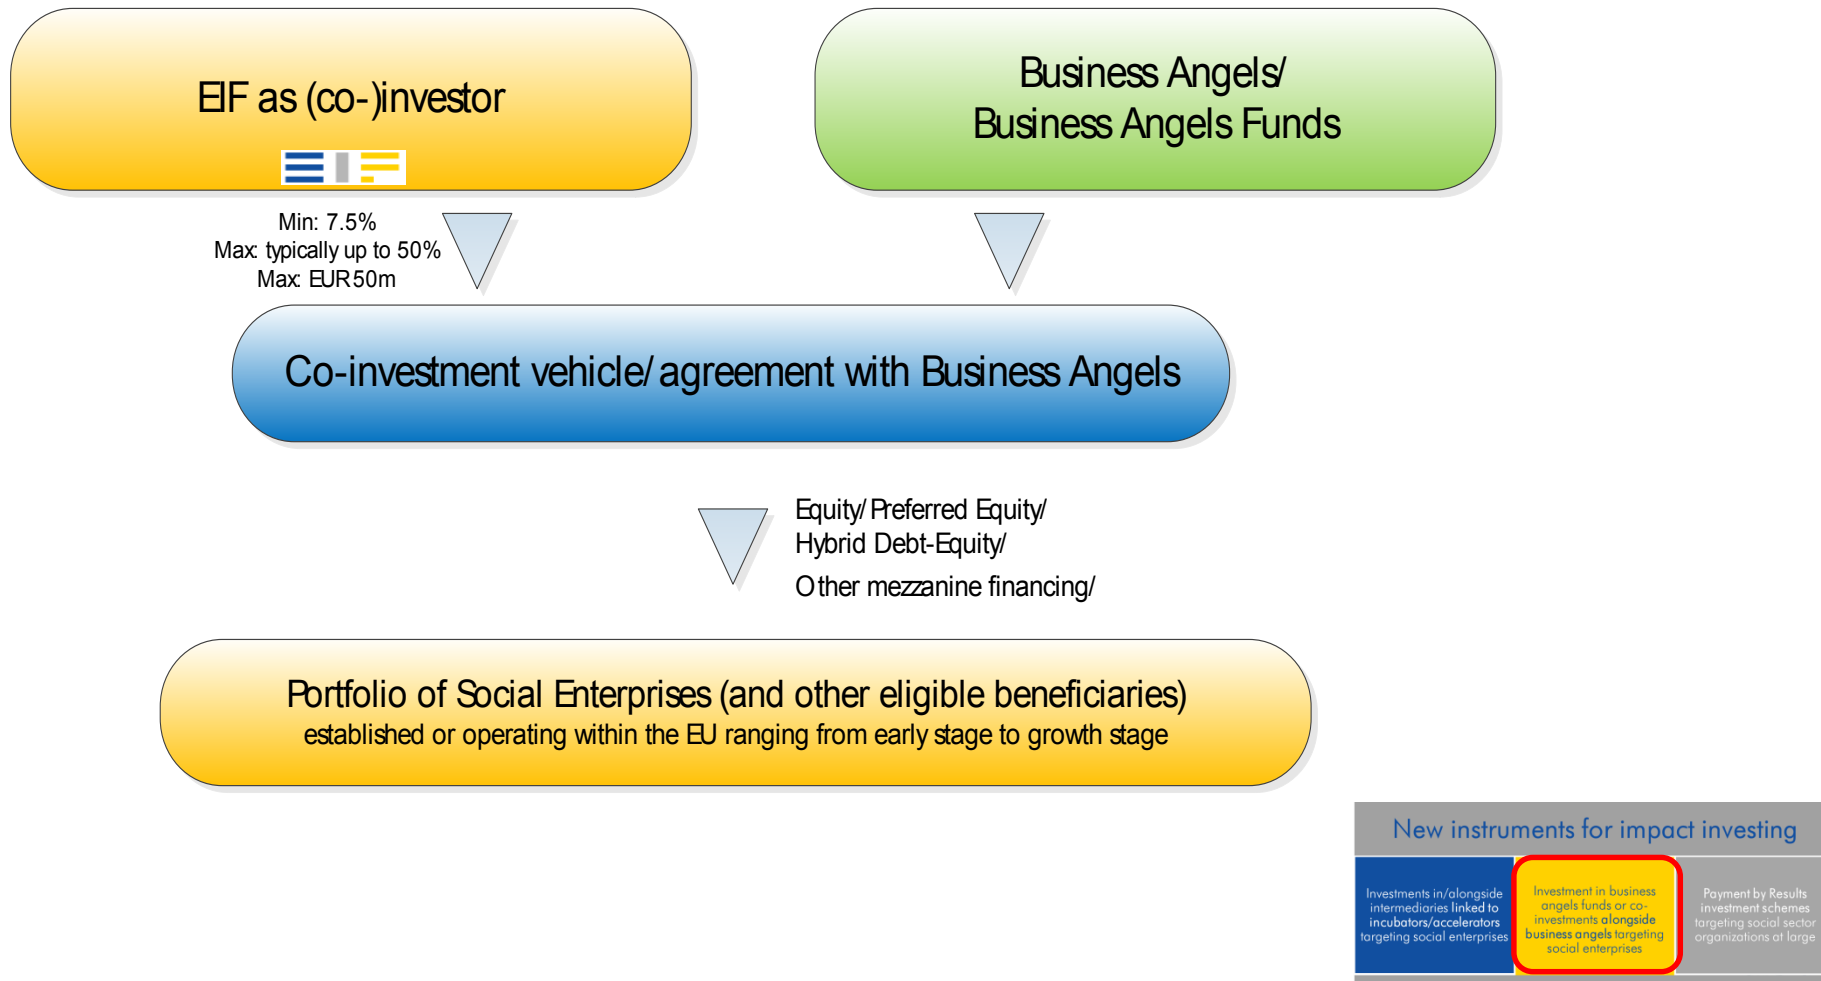 EIF as (co-)investor
EIF
Business Angels/
Business Angels Funds
Min: 7.5%
Max: typically up to 50%
Max: EUR50m
Co-investment vehicle/agreement with Business Angels
Equity/Preferred Equity/
Hybrid Debt-Equity/
Other mezzanine financing/
Portfolio of Social Enterprises (and other eligible beneficiaries)
established or operating within the EU ranging from early stage to growth stage
New instruments for impact investing
Investments in/alongside
intermediaries linked to
incubators/accelerators
targeting social enterprises
Investment in business
angels funds or co-
investments alongside
business angels targeting
social enterprises
Payment by Results
investment schemes
targeting social sector
organizations at large